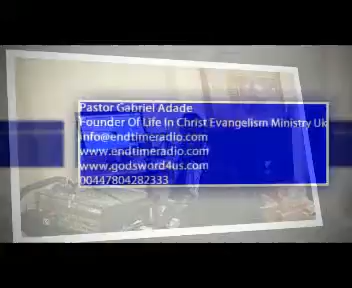 Pastor Gabriel Adade
Founder Of Life In Christ Evangelism Ministry Uk
info@endtimeradio.com
www.endtimeradio.com
www.godsword4us.com
00447804282333